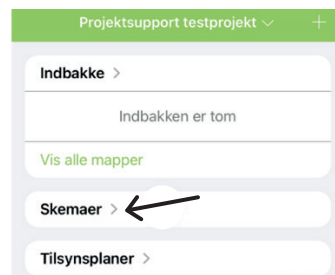 Projektsupport testprojekt
Indbakke
Indbakken er tom
Vis alle mapper
Skemaer
Tilsynsplaner